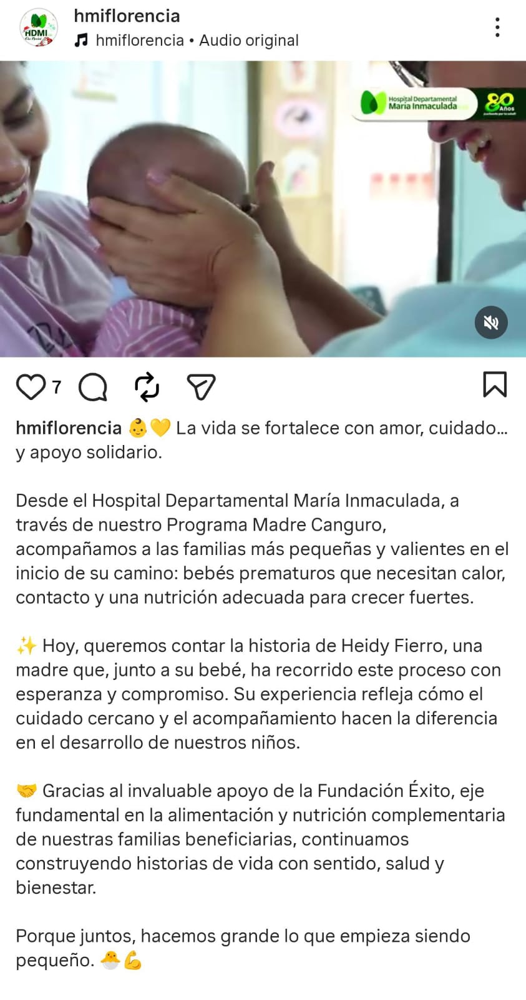 hmiflorencia
hmiflorencia • Audio original
HDMI
Hospital Departamental
María Inmaculada
80
Años
7
hmiflorencia 👶💛 La vida se fortalece con amor, cuidado…
y apoyo solidario.
Desde el Hospital Departamental María Inmaculada, a
través de nuestro Programa Madre Canguro,
acompañamos a las familias más pequeñas y valientes en el
inicio de su camino: bebés prematuros que necesitan calor,
contacto y una nutrición adecuada para crecer fuertes.
✨ Hoy, queremos contar la historia de Heidy Fierro, una
madre que, junto a su bebé, ha recorrido este proceso con
esperanza y compromiso. Su experiencia refleja cómo el
cuidado cercano y el acompañamiento hacen la diferencia
en el desarrollo de nuestros niños.
🤝 Gracias al invaluable apoyo de la Fundación Éxito, eje
fundamental en la alimentación y nutrición complementaria
de nuestras familias beneficiarias, continuamos
construyendo historias de vida con sentido, salud y
bienestar.
Porque juntos, hacemos grande lo que empieza siendo
pequeño. 🐣💪